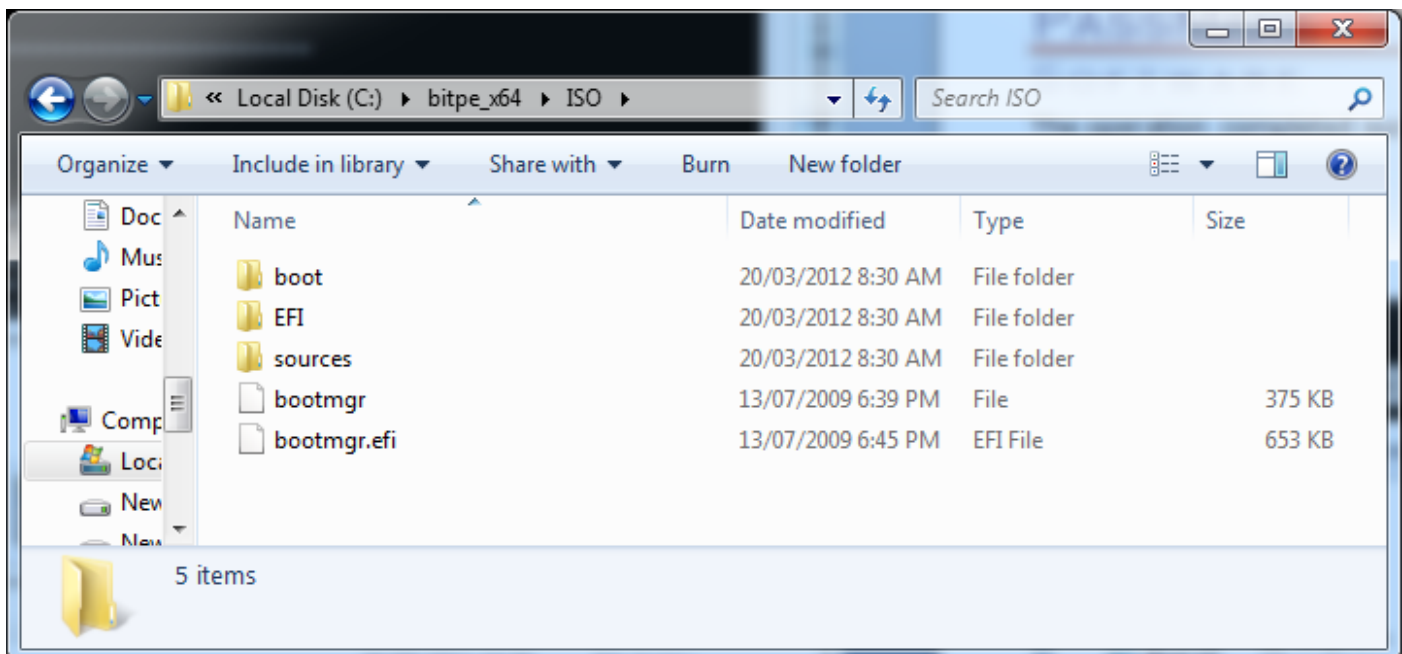 « Local Disk (C:) ▸ bitpe_x64 ▸ ISO ▸ Search ISO
Organize Include in library Share with Burn New folder
Name Date modified Type Size
Doc
Mus
Pict
Vide
Comp
Loca
New
New
boot 20/03/2012 8:30 AM File folder
EFI 20/03/2012 8:30 AM File folder
sources 20/03/2012 8:30 AM File folder
bootmgr 13/07/2009 6:39 PM File 375 KB
bootmgr.efi 13/07/2009 6:45 PM EFI File 653 KB
5 items